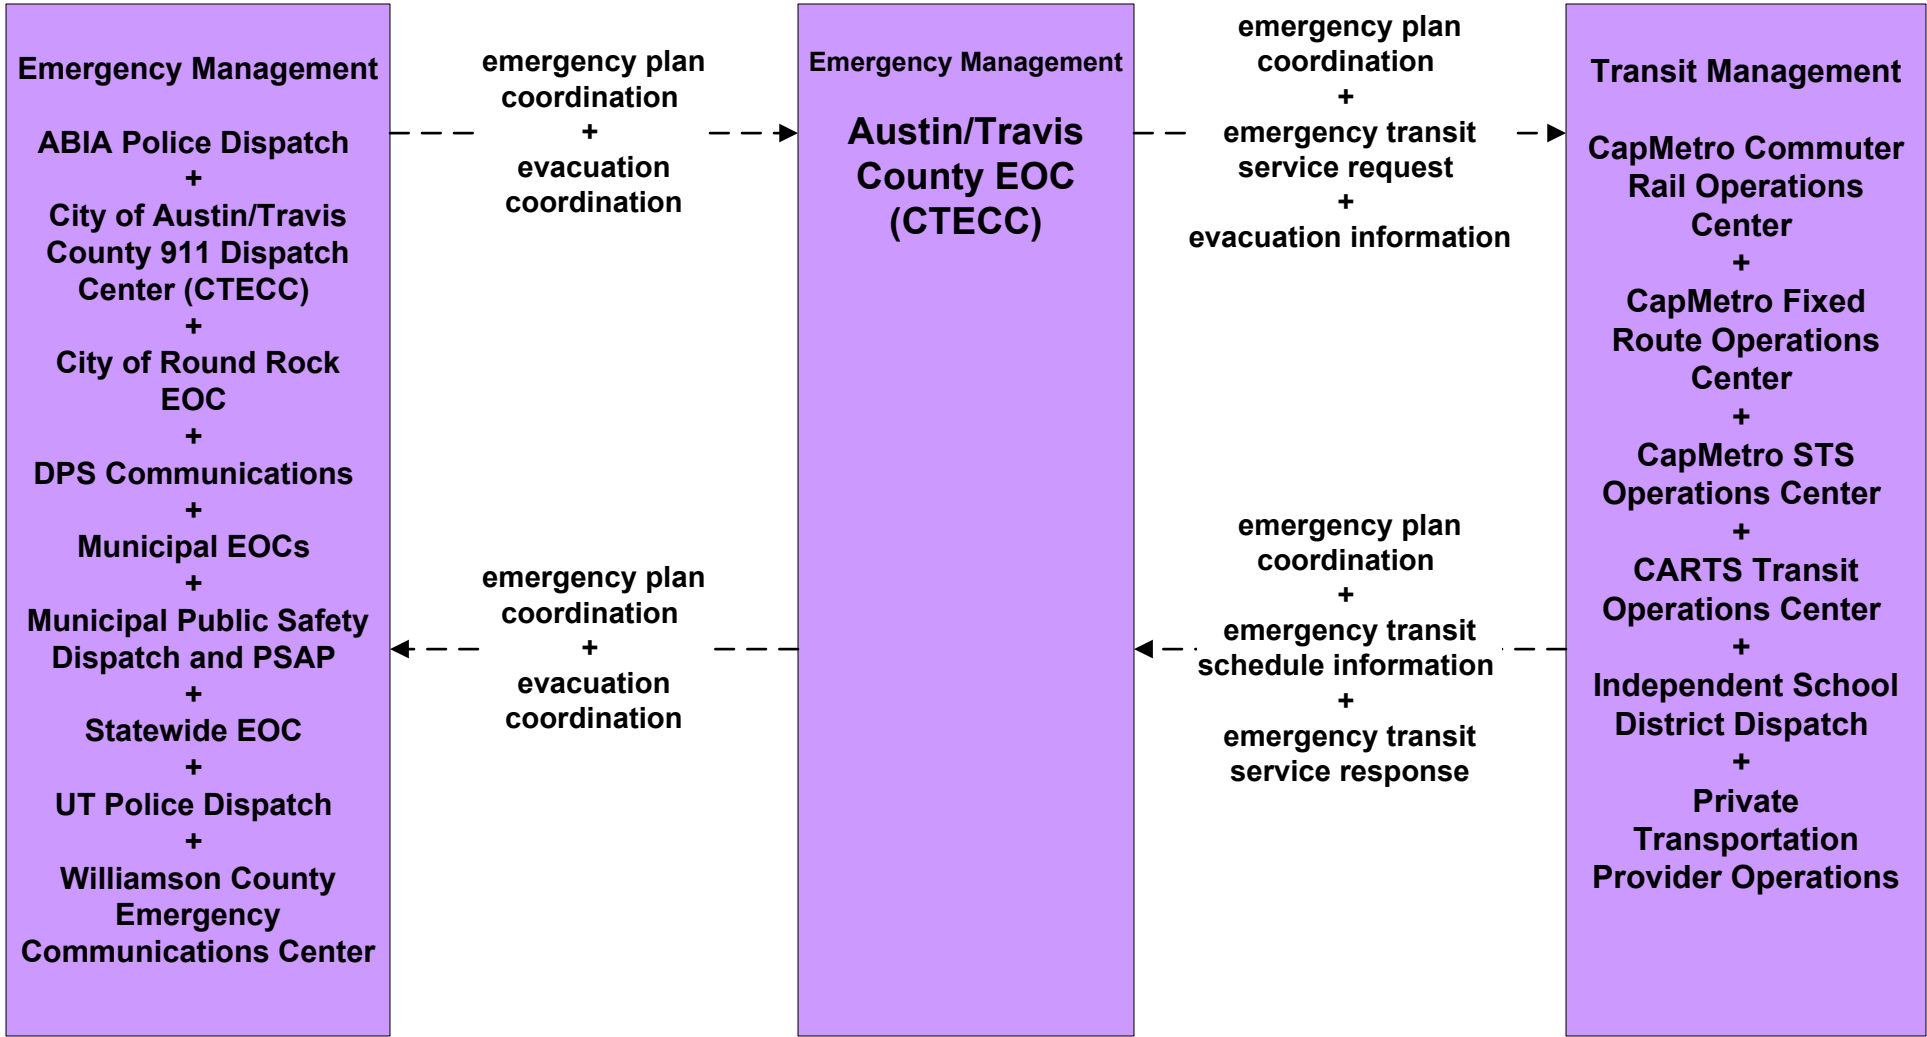 Emergency Management
ABIA Police Dispatch
+
City of Austin/Travis
County 911 Dispatch
Center (CTECC)
+
City of Round Rock
EOC
+
DPS Communications
+
Municipal EOCs
+
Municipal Public Safety
Dispatch and PSAP
+
Statewide EOC
+
UT Police Dispatch
+
Williamson County
Emergency
Communications Center
emergency plan
coordination
+
evacuation
coordination
emergency plan
coordination
+
evacuation
coordination
Emergency Management
Austin/Travis
County EOC
(CTECC)
emergency plan
coordination
+
emergency transit
service request
+
evacuation information
emergency plan
coordination
+
emergency transit
schedule information
+
emergency transit
service response
Transit Management
CapMetro Commuter
Rail Operations
Center
+
CapMetro Fixed
Route Operations
Center
+
CapMetro STS
Operations Center
+
CARTS Transit
Operations Center
+
Independent School
District Dispatch
+
Private
Transportation
Provider Operations